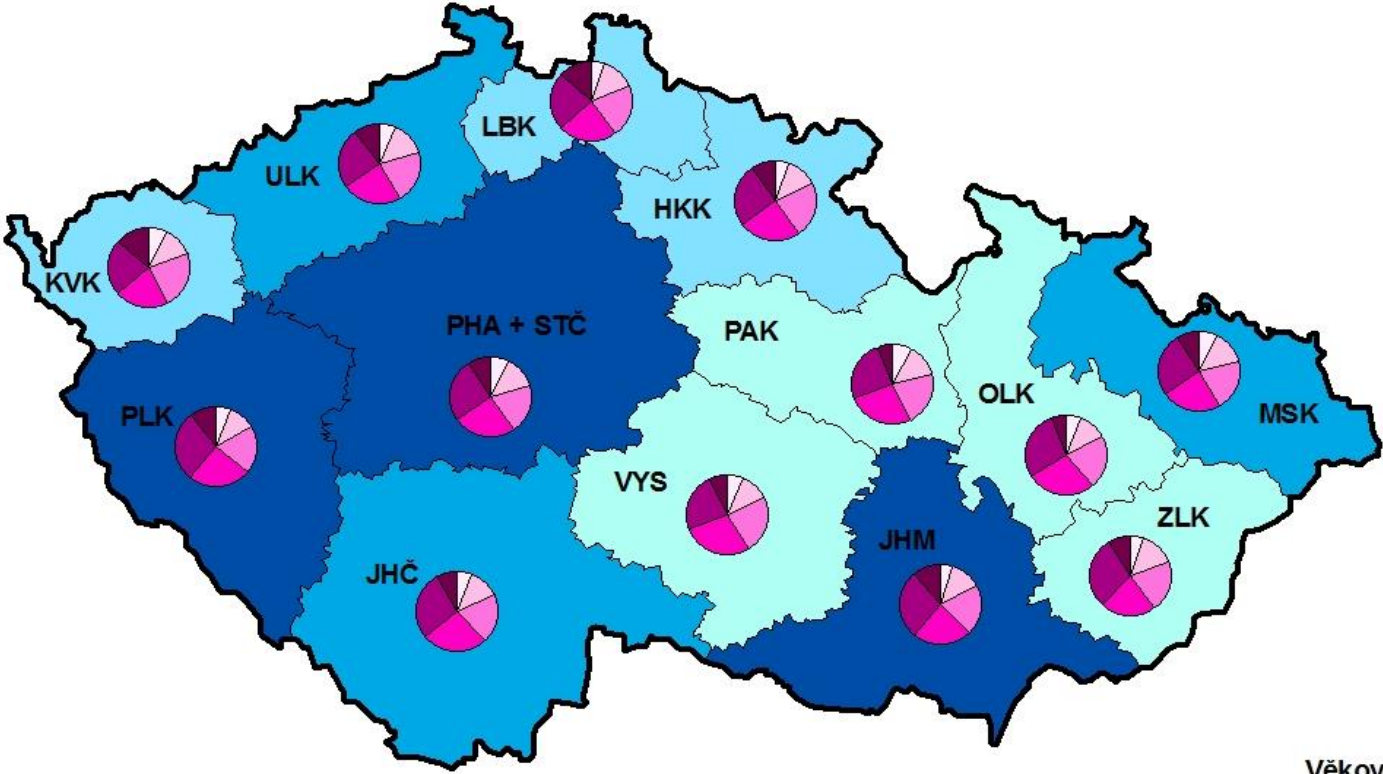 LBK
ULK
HKK
KVK
PHA + STČ
PAK
PLK
OLK
MSK
VYS
ZLK
JHM
JHČ
Věkov